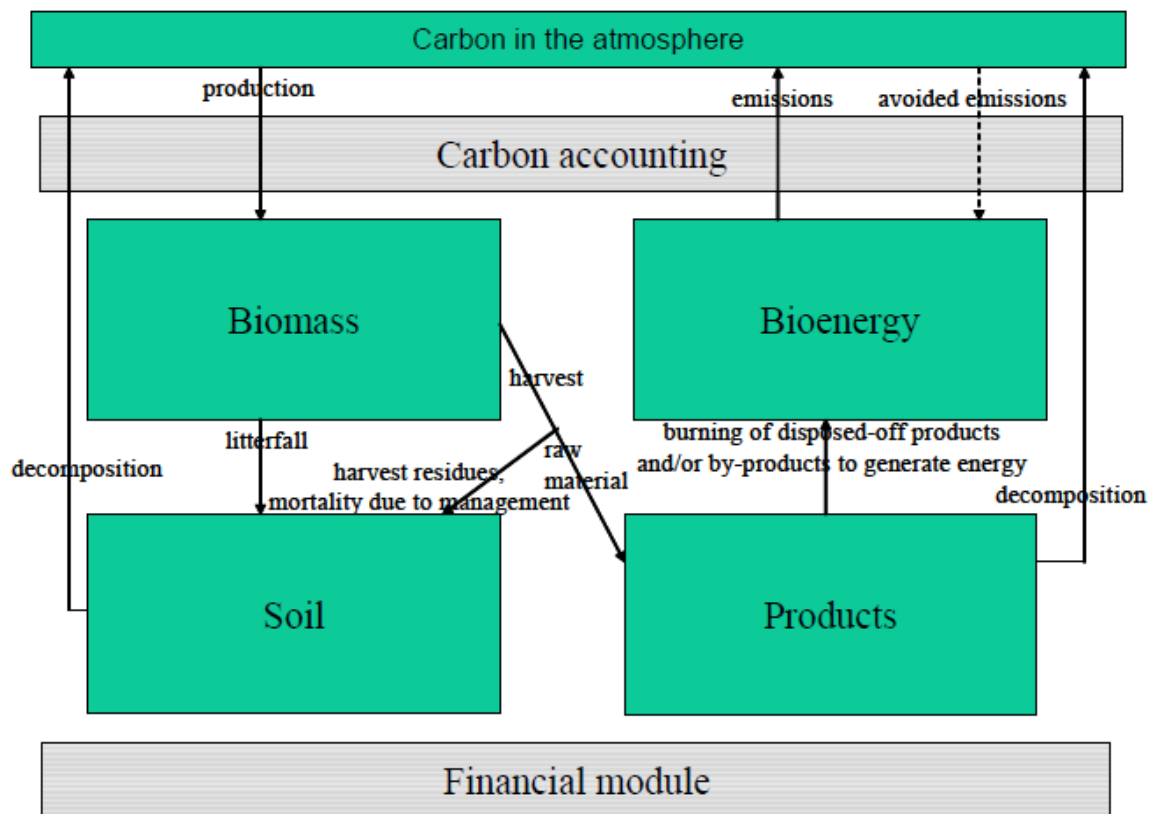 Carbon in the atmosphere
production
emissions
avoided emissions
Carbon accounting
Biomass
Bioenergy
harvest
litterfall
decomposition
harvest residues,
mortality due to management
raw
material
burning of disposed-off products
and/or by-products to generate energy
decomposition
Soil
Products
Financial module